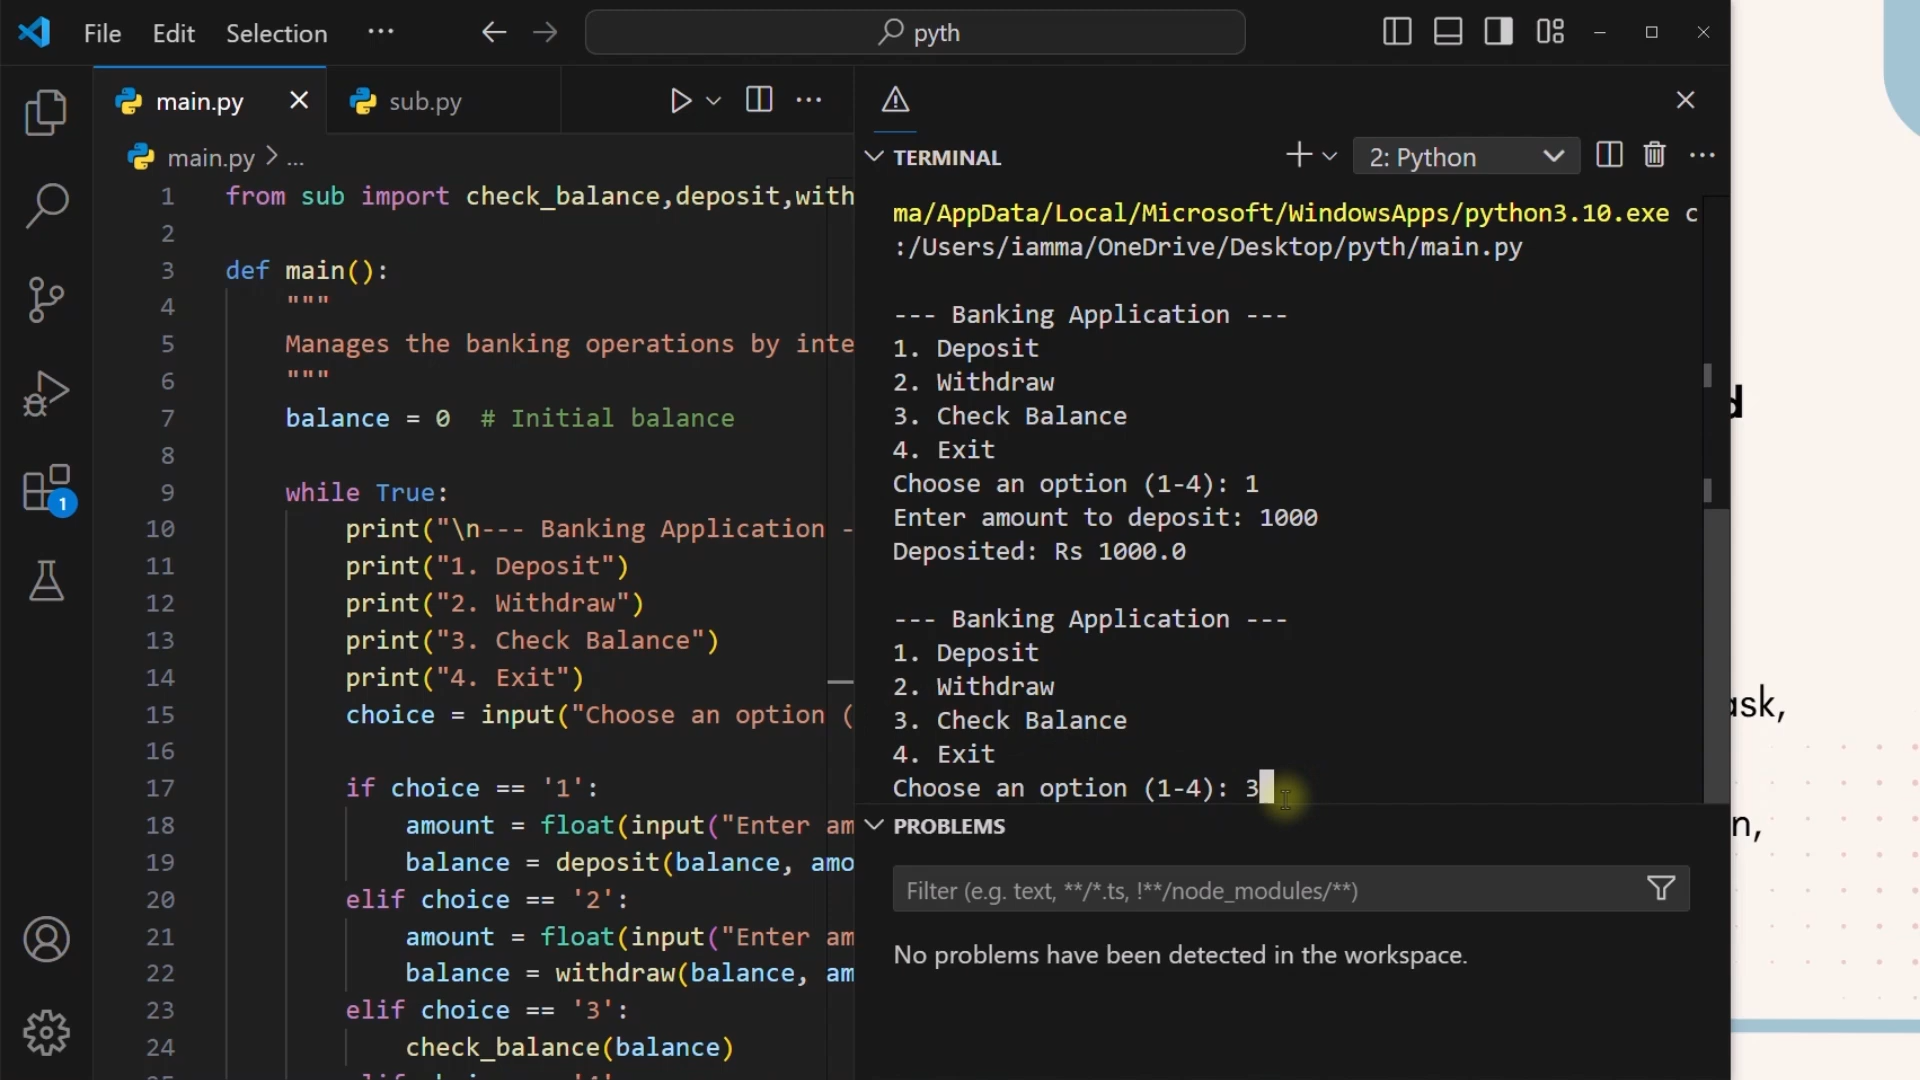 File Edit Selection ···
pyth
main.py
sub.py
main.py > ...
1 from sub import check_balance,deposit,with
2
3 def main():
4 """
5 Manages the banking operations by inte
6 """
7 balance = 0 # Initial balance
8
9 while True:
10 print("\n--- Banking Application -
11 print("1. Deposit")
12 print("2. Withdraw")
13 print("3. Check Balance")
14 print("4. Exit")
15 choice = input("Choose an option (
16
17 if choice == '1':
18 amount = float(input("Enter am
19 balance = deposit(balance, amo
20 elif choice == '2':
21 amount = float(input("Enter am
22 balance = withdraw(balance, am
23 elif choice == '3':
24 check_balance(balance)
1
TERMINAL
2: Python
ma/AppData/Local/Microsoft/WindowsApps/python3.10.exe c
:/Users/iamma/OneDrive/Desktop/pyth/main.py
--- Banking Application ---
1. Deposit
2. Withdraw
3. Check Balance
4. Exit
Choose an option (1-4): 1
Enter amount to deposit: 1000
Deposited: Rs 1000.0
--- Banking Application ---
1. Deposit
2. Withdraw
3. Check Balance
4. Exit
Choose an option (1-4): 3
PROBLEMS
Filter (e.g. text, **/*.ts, !**/node_modules/**)
No problems have been detected in the workspace.
d
ask,
n,